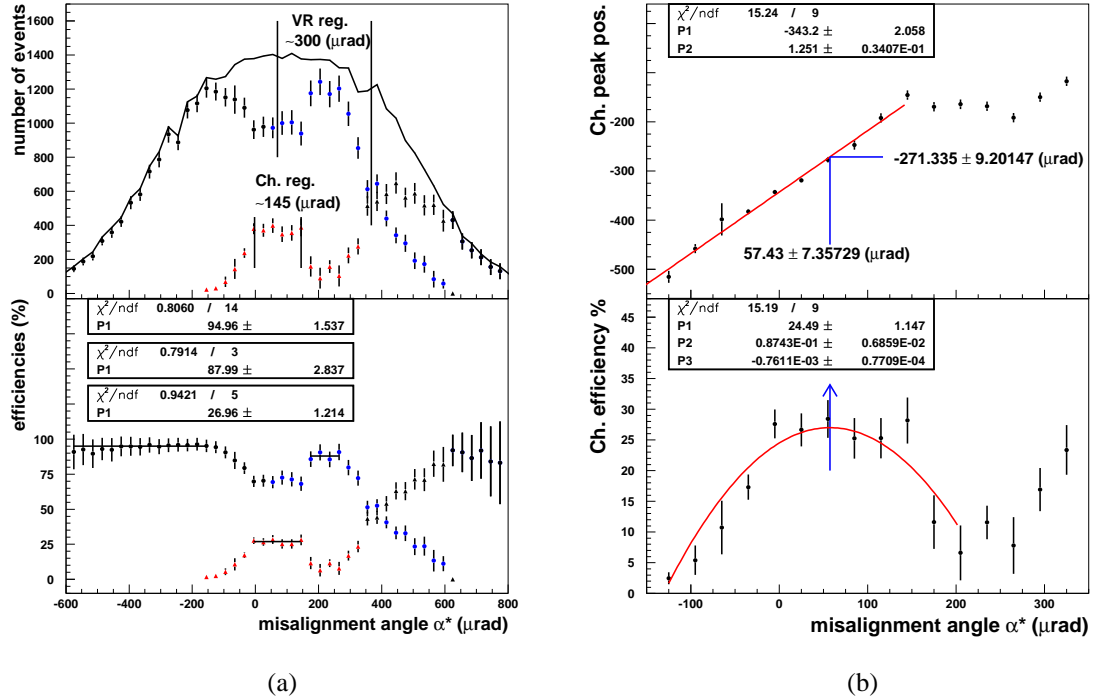 number of events
1600
1400
1200
1000
800
600
400
200
0
VR reg.
~300 (μrad)
Ch. reg.
~145 (μrad)
efficiencies (%)
χ²/ndf 0.8060 / 14
P1 94.96 ± 1.537
χ²/ndf 0.7914 / 3
P1 87.99 ± 2.837
χ²/ndf 0.9421 / 5
P1 26.96 ± 1.214
100
75
50
25
0
-600 -400 -200 0 200 400 600 800
misalignment angle α* (μrad)
(a)
Ch. peak pos.
χ²/ndf 15.24 / 9
P1 -343.2 ± 2.058
P2 1.251 ± 0.3407E-01
-200
-300
-400
-500
-271.335 ± 9.20147 (μrad)
57.43 ± 7.35729 (μrad)
Ch. efficiency %
χ²/ndf 15.19 / 9
P1 24.49 ± 1.147
P2 0.8743E-01 ± 0.6859E-02
P3 -0.7611E-03 ± 0.7709E-04
45
40
35
30
25
20
15
10
5
0
-100 0 100 200 300
misalignment angle α* (μrad)
(b)